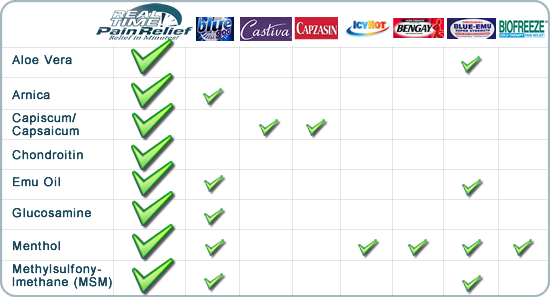 REAL TIME
Pain Relief
Relief in Minutes!
blue
Castiva
CAPZASIN
ICY HOT
BENGAY
BLUE-EMU
BIOFREEZE
Aloe Vera
Arnica
Capiscum/
Capsaicum
Chondroitin
Emu Oil
Glucosamine
Menthol
Methylsulfony-
lmethane (MSM)